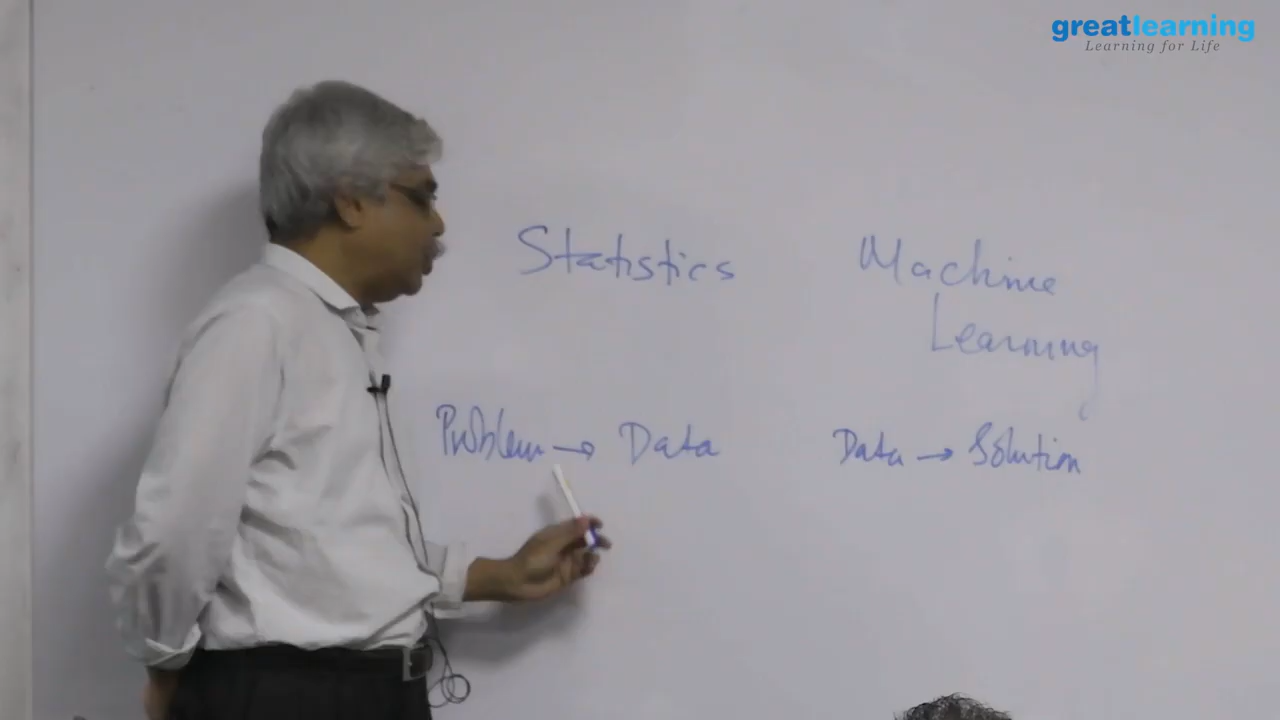 greatlearning
Learning for Life
Statistics
Machine
Learning
Problem → Data
Data → Solution